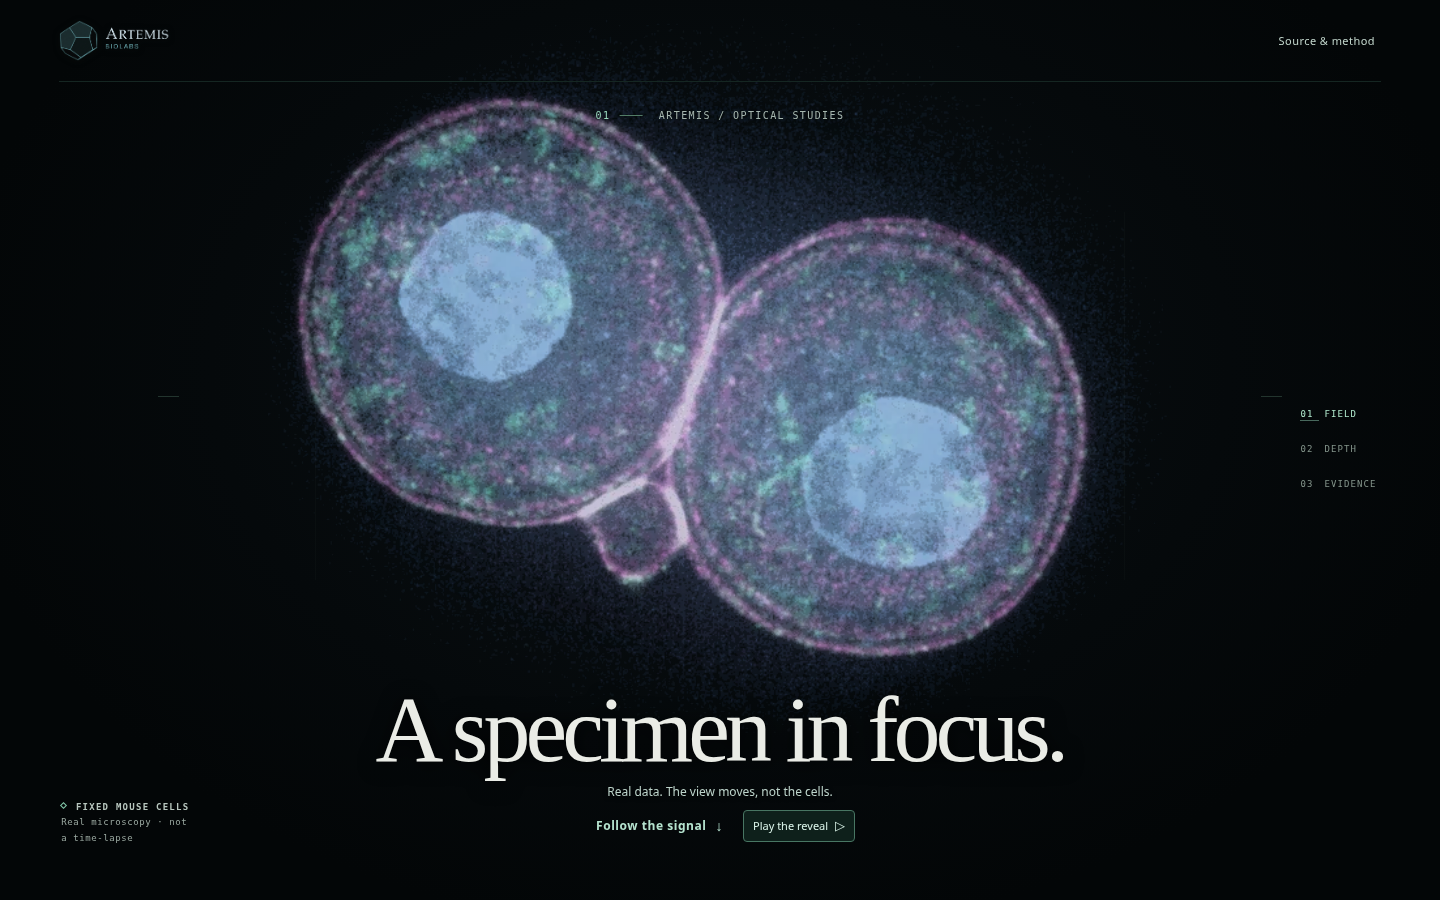 ARTEMIS
BIOLABS
Source & method
01 ARTEMIS / OPTICAL STUDIES
01 FIELD
02 DEPTH
03 EVIDENCE
A specimen in focus.
Real data. The view moves, not the cells.
Follow the signal ↓
Play the reveal ▷
◇ FIXED MOUSE CELLS
Real microscopy · not
a time-lapse